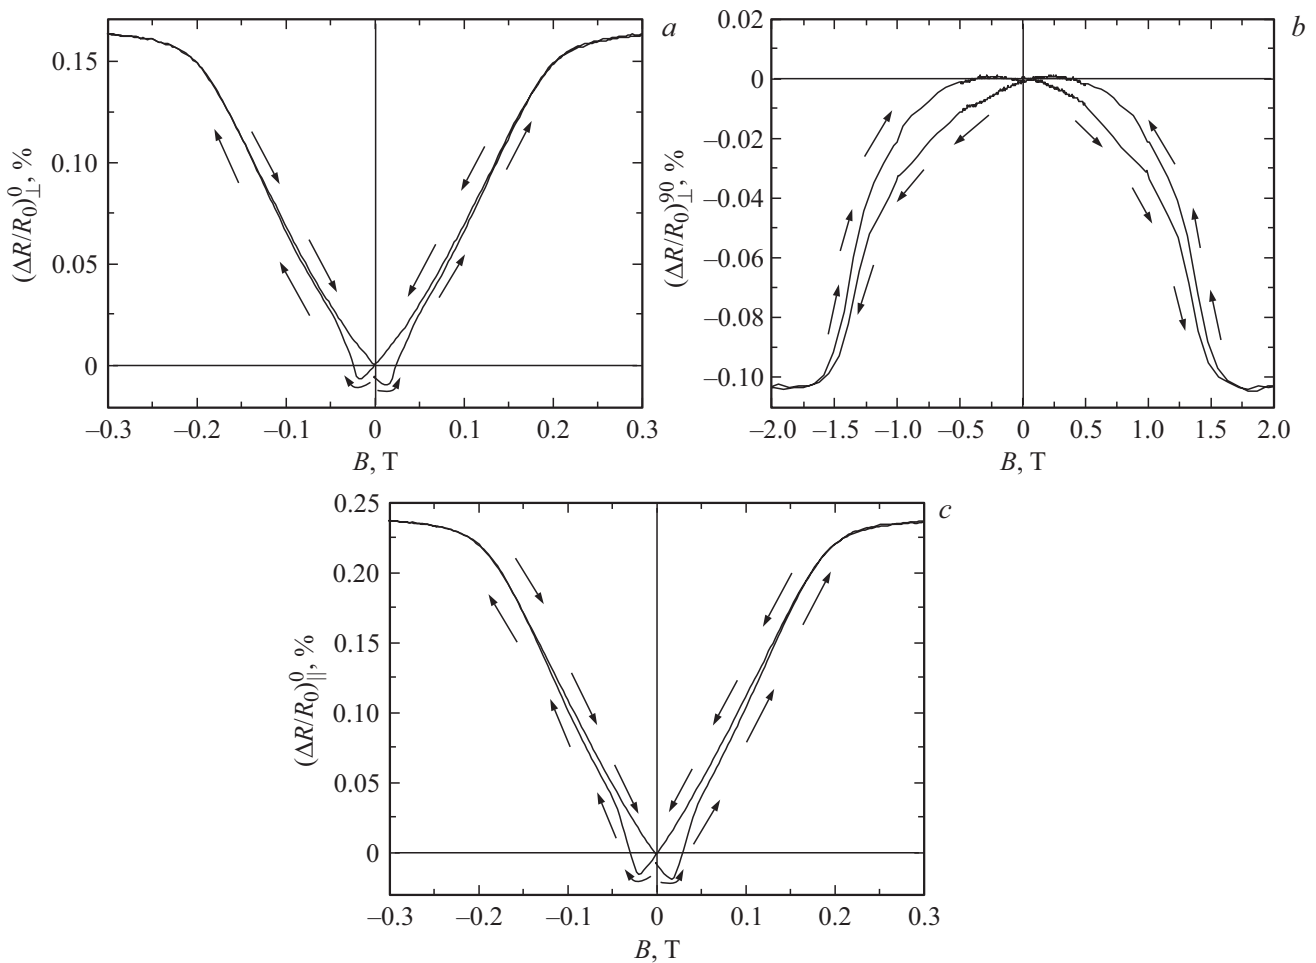 a
(ΔR/R₀)⁰⊥, %
0.15
0.10
0.05
0
–0.3 –0.2 –0.1 0 0.1 0.2 0.3
B, T
b
(ΔR/R₀)⁹⁰⊥, %
0.02
0
–0.02
–0.04
–0.06
–0.08
–0.10
–2.0 –1.5 –1.0 –0.5 0 0.5 1.0 1.5 2.0
B, T
c
(ΔR/R₀)⁰||, %
0.25
0.20
0.15
0.10
0.05
0
–0.3 –0.2 –0.1 0 0.1 0.2 0.3
B, T